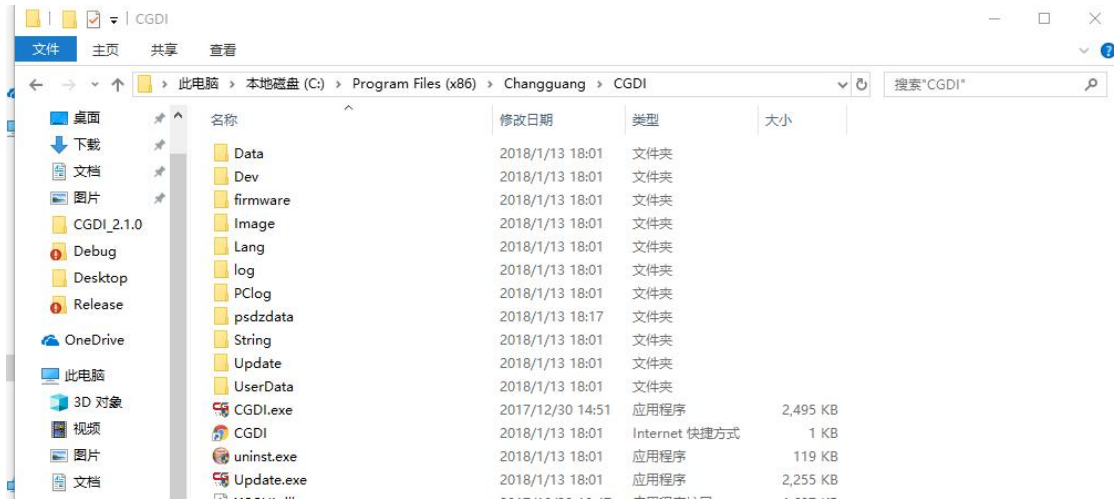 CGDI
文件 主页 共享 查看
此电脑 › 本地磁盘 (C:) › Program Files (x86) › Changguang › CGDI 搜索"CGDI"
桌面 名称 修改日期 类型 大小
下载 Data 2018/1/13 18:01 文件夹
文档 Dev 2018/1/13 18:01 文件夹
图片 firmware 2018/1/13 18:01 文件夹
CGDI_2.1.0 Image 2018/1/13 18:01 文件夹
Debug Lang 2018/1/13 18:01 文件夹
Desktop log 2018/1/13 18:01 文件夹
Release PClog 2018/1/13 18:01 文件夹
psdzdata 2018/1/13 18:17 文件夹
OneDrive String 2018/1/13 18:01 文件夹
Update 2018/1/13 18:01 文件夹
此电脑 UserData 2018/1/13 18:01 文件夹
3D 对象 CGDI.exe 2017/12/30 14:51 应用程序 2,495 KB
视频 CGDI 2018/1/13 18:01 Internet 快捷方式 1 KB
图片 uninst.exe 2018/1/13 18:01 应用程序 119 KB
文档 Update.exe 2018/1/13 18:01 应用程序 2,255 KB